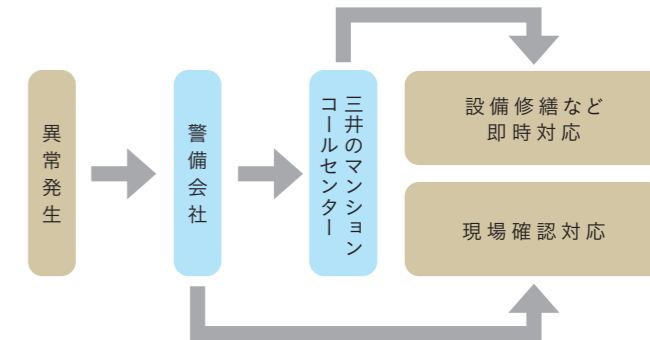 異常発生
警備会社
三井のマンション
コールセンター
設備修繕など
即時対応
現場確認対応